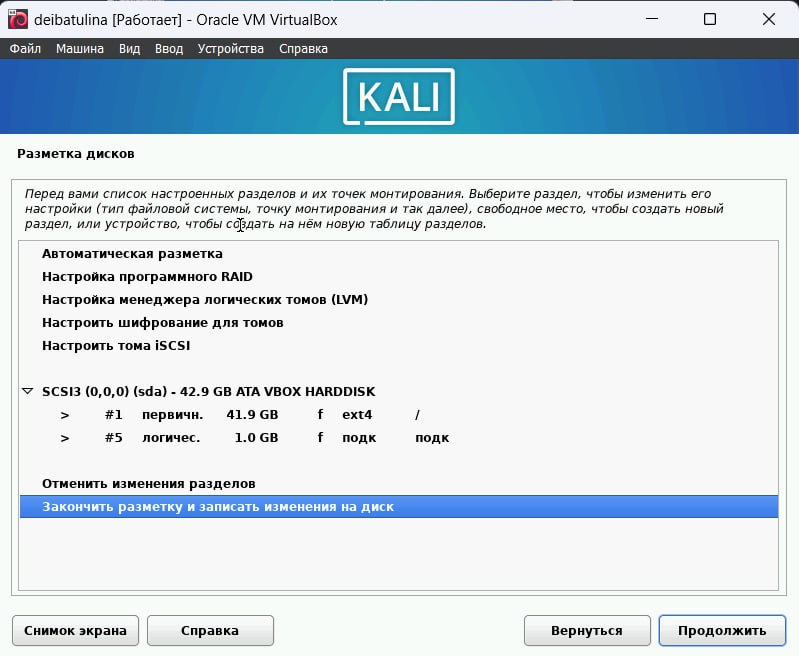 deibatulina [Работает] - Oracle VM VirtualBox
Файл Машина Вид Ввод Устройства Справка
KALI
Разметка дисков
Перед вами список настроенных разделов и их точек монтирования. Выберите раздел, чтобы изменить его
настройки (тип файловой системы, точку монтирования и так далее), свободное место, чтобы создать новый
раздел, или устройство, чтобы создать на нём новую таблицу разделов.
Автоматическая разметка
Настройка программного RAID
Настройка менеджера логических томов (LVM)
Настроить шифрование для томов
Настроить тома iSCSI
SCSI3 (0,0,0) (sda) - 42.9 GB ATA VBOX HARDDISK
> #1 первичн. 41.9 GB f ext4 /
> #5 логичес. 1.0 GB f подк подк
Отменить изменения разделов
Закончить разметку и записать изменения на диск
Снимок экрана Справка Вернуться Продолжить